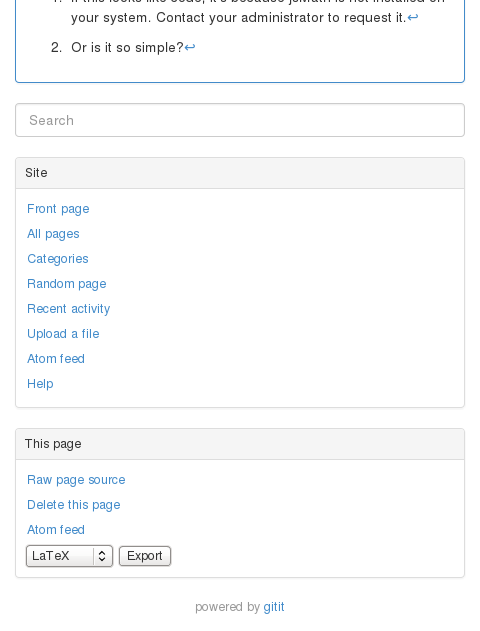 1. If this looks like code, it's because jsMath is not installed on
your system. Contact your administrator to request it.↩
2. Or is it so simple?↩
Search
Site
Front page
All pages
Categories
Random page
Recent activity
Upload a file
Atom feed
Help
This page
Raw page source
Delete this page
Atom feed
LaTeX Export
powered by gitit